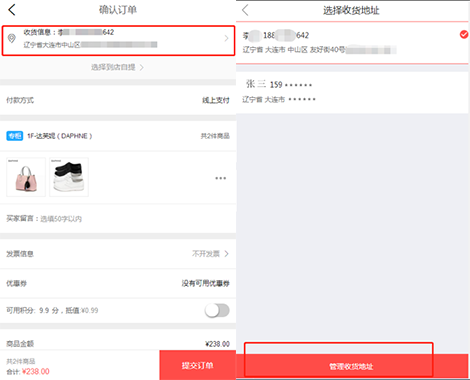 确认订单
收货信息：李 642
辽宁省大连市中山区
选择到店自提
付款方式 线上支付
专柜 1F-达芙妮（DAPHNE） 共2件商品
买家留言： 选填50字以内
发票信息 不开发票
优惠券 没有可用优惠券
可用积分: 9.9 分，抵值:¥0.99
商品金额 ¥238.00
共2件商品
合计: ¥238.00
提交订单
选择收货地址
李 188 642
辽宁省 大连市 中山区 友好街40号
张 三 159 ******
辽宁省 大连市 ******
管理收货地址